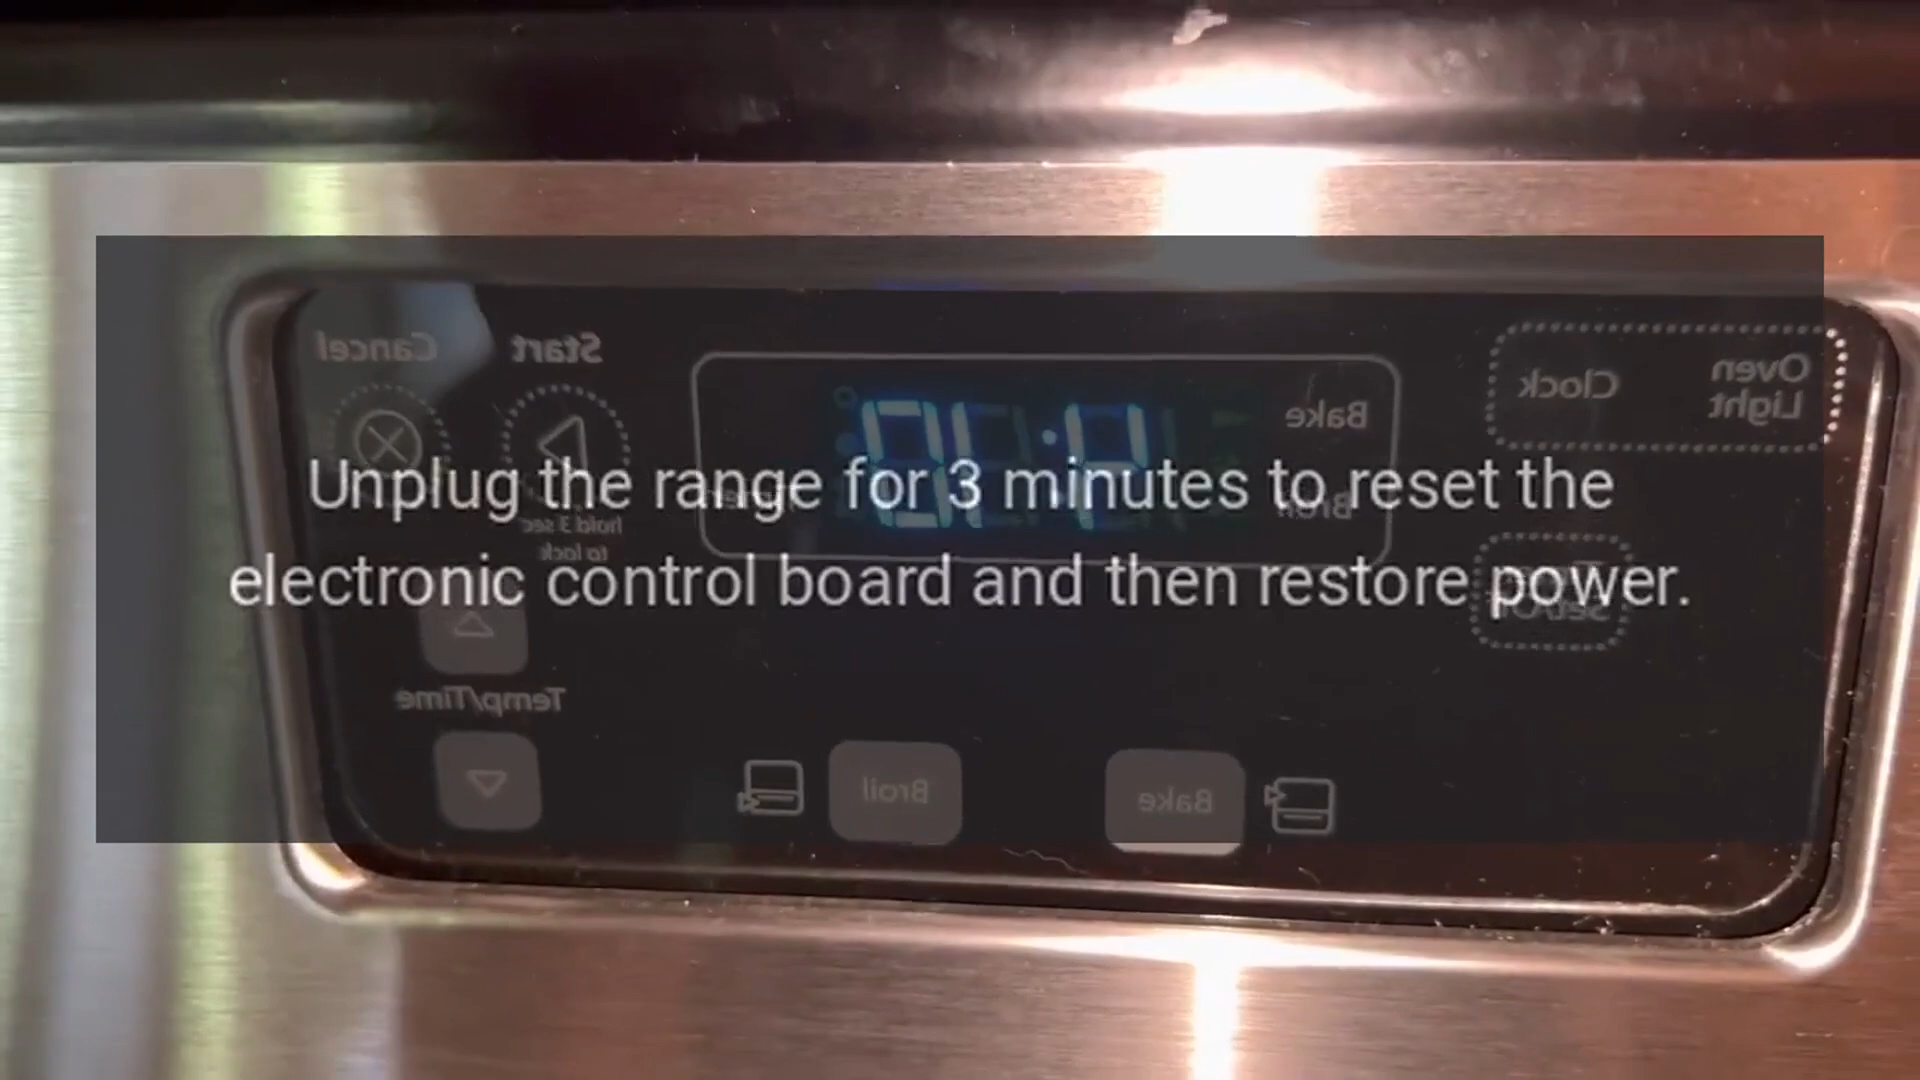 Unplug the range for 3 minutes to reset the
electronic control board and then restore power.
Cancel
Start
hold 3 sec
to lock
Bake
Clock
Oven
Light
Temp/Time
Broil
Bake